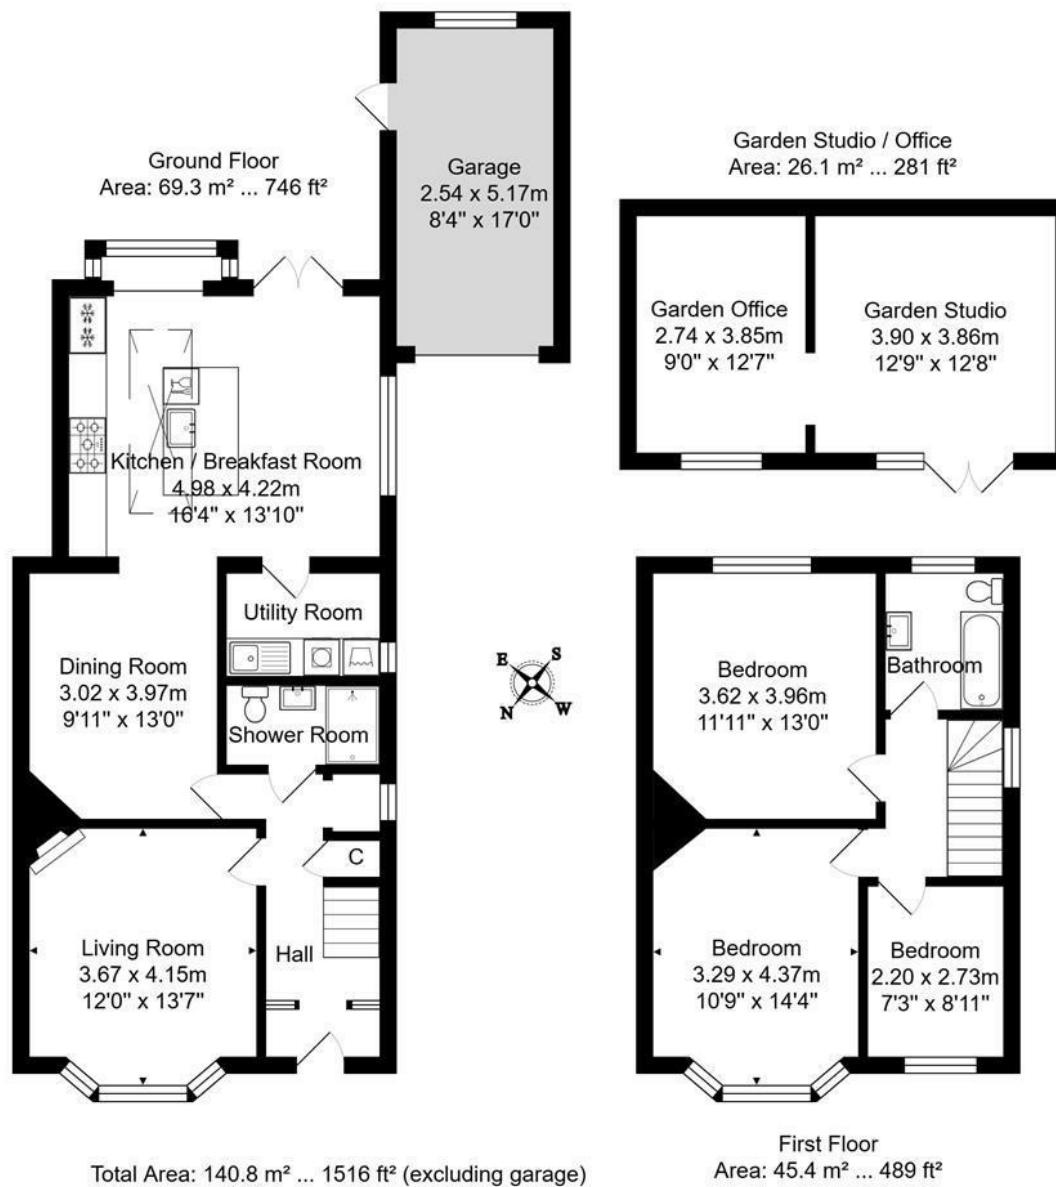 Ground Floor
Area: 69.3 m² ... 746 ft²
Garage
2.54 x 5.17m
8'4" x 17'0"
Garden Studio / Office
Area: 26.1 m² ... 281 ft²
Garden Office
2.74 x 3.85m
9'0" x 12'7"
Garden Studio
3.90 x 3.86m
12'9" x 12'8"
Kitchen / Breakfast Room
4.98 x 4.22m
16'4" x 13'10"
Utility Room
Dining Room
3.02 x 3.97m
9'11" x 13'0"
Shower Room
E
S
N
W
C
Living Room
3.67 x 4.15m
12'0" x 13'7"
Hall
Bedroom
3.62 x 3.96m
11'11" x 13'0"
Bathroom
Bedroom
3.29 x 4.37m
10'9" x 14'4"
Bedroom
2.20 x 2.73m
7'3" x 8'11"
Total Area: 140.8 m² ... 1516 ft² (excluding garage)
First Floor
Area: 45.4 m² ... 489 ft²